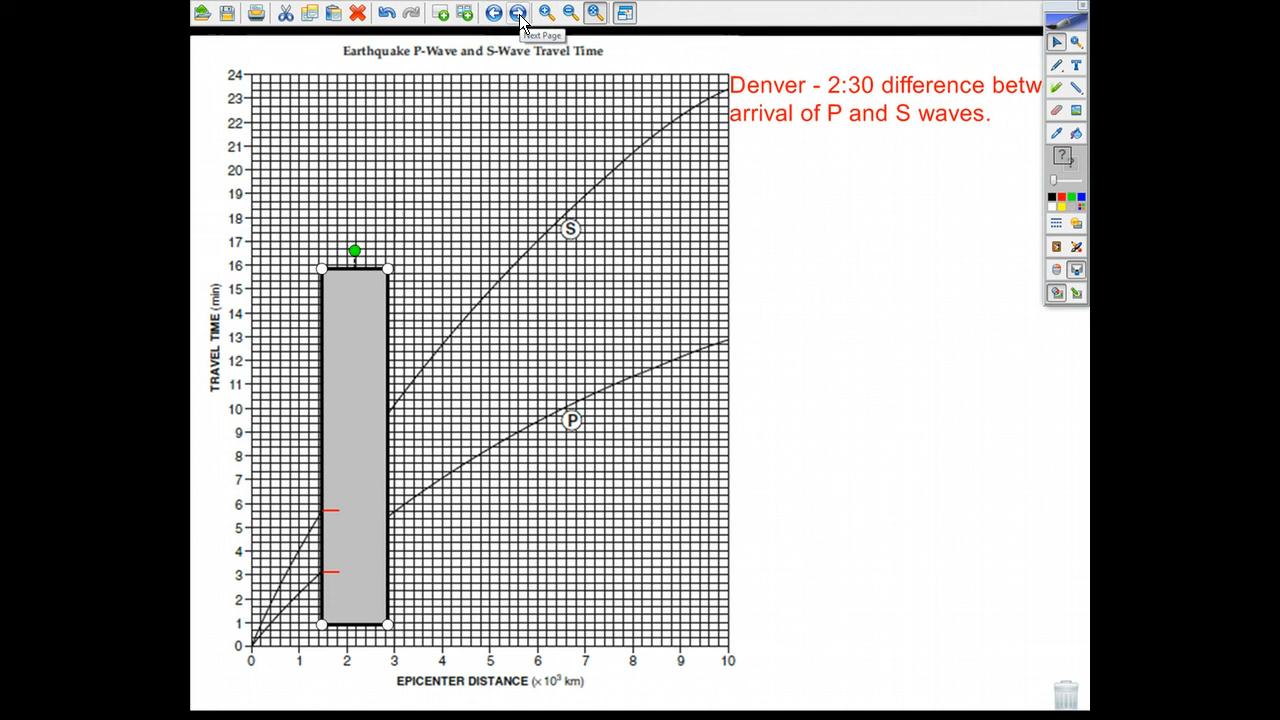 Next Page
Earthquake P-Wave and S-Wave Travel Time
Denver - 2:30 difference betw
arrival of P and S waves.
24
23
22
21
20
19
18
17
16
15
14
13
12
11
10
9
8
7
6
5
4
3
2
1
0
TRAVEL TIME (min)
S
P
0 1 2 3 4 5 6 7 8 9 10
EPICENTER DISTANCE (× 10³ km)
T
? ?